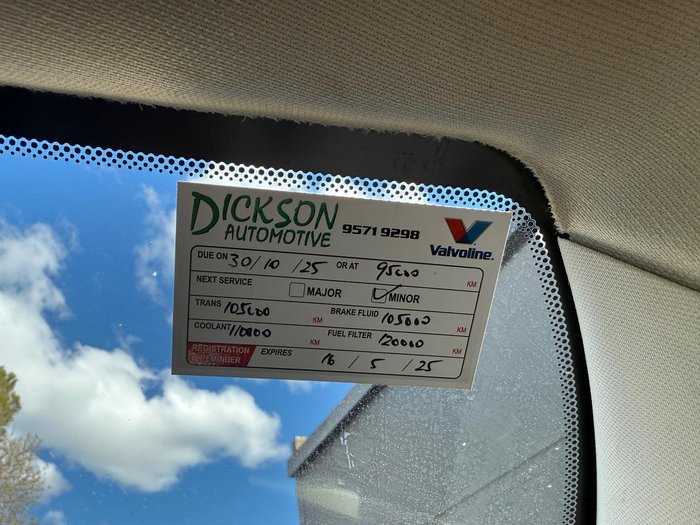 DICKSON
AUTOMOTIVE 9571 9298
Valvoline.
DUE ON 30/10/25 OR AT 95000 KM
NEXT SERVICE MAJOR MINOR
TRANS 105000 KM BRAKE FLUID 105000 KM
COOLANT 110000 KM FUEL FILTER 120000 KM
REGISTRATION REMINDER EXPIRES 16/5/25